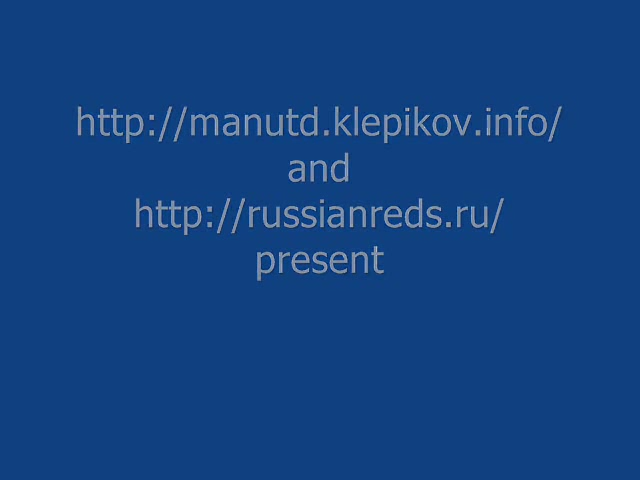 http://manutd.klepikov.info/
and
http://russianreds.ru/
present